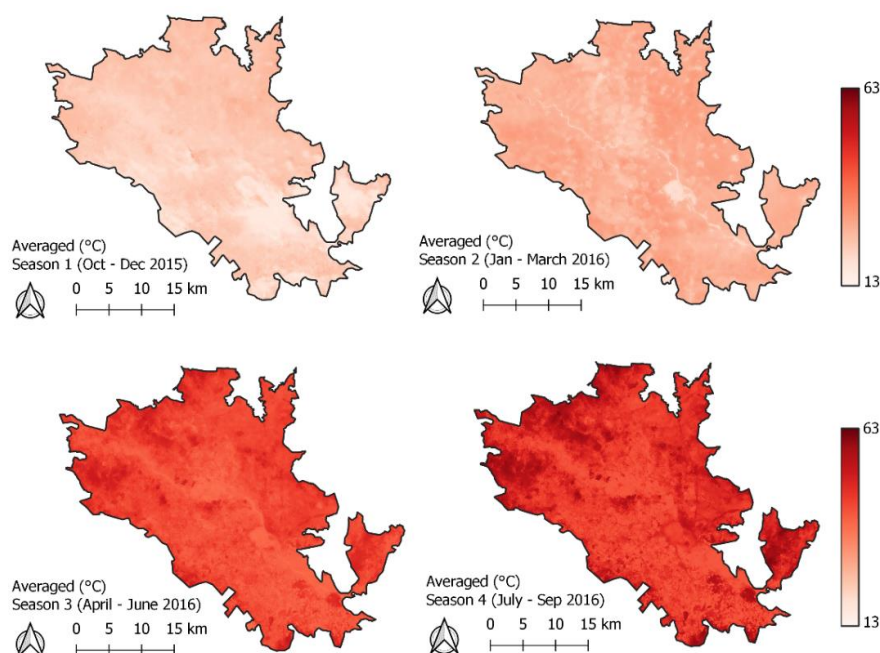 Averaged (°C)
Season 1 (Oct - Dec 2015)
0 5 10 15 km
Averaged (°C)
Season 2 (Jan - March 2016)
0 5 10 15 km
63
13
Averaged (°C)
Season 3 (April - June 2016)
0 5 10 15 km
Averaged (°C)
Season 4 (July - Sep 2016)
0 5 10 15 km
63
13